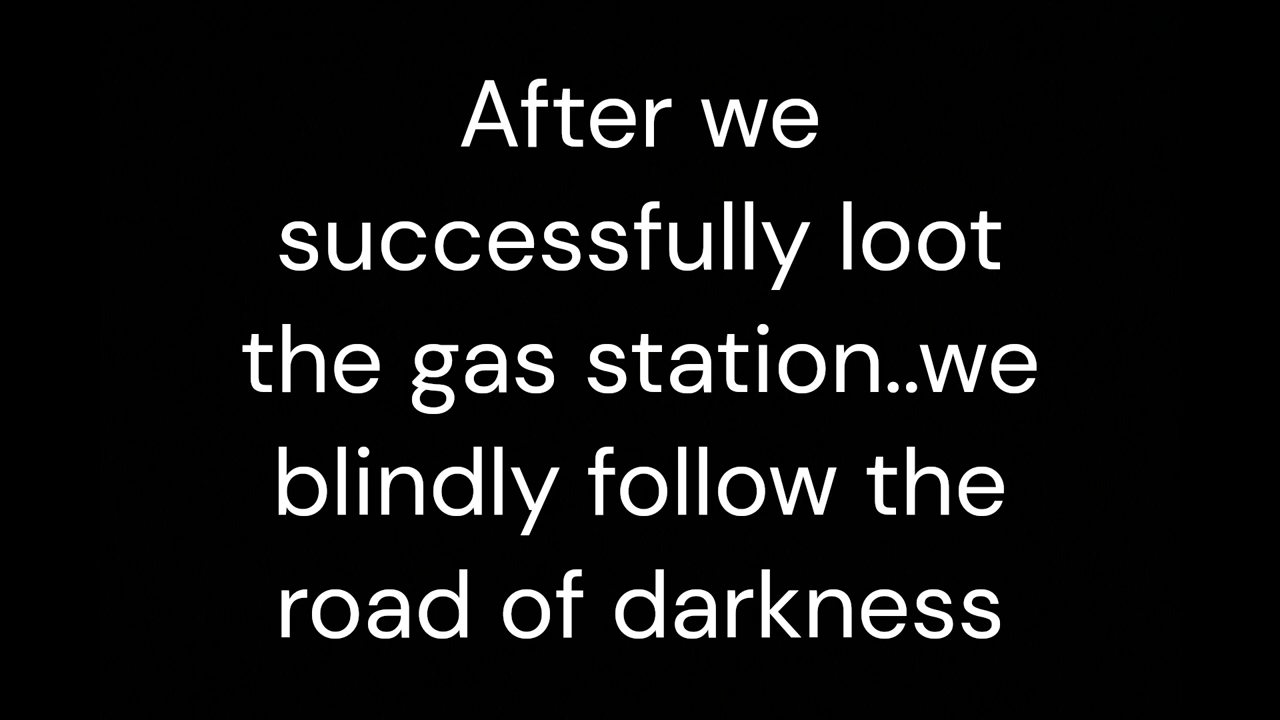 After we
successfully loot
the gas station..we
blindly follow the
road of darkness